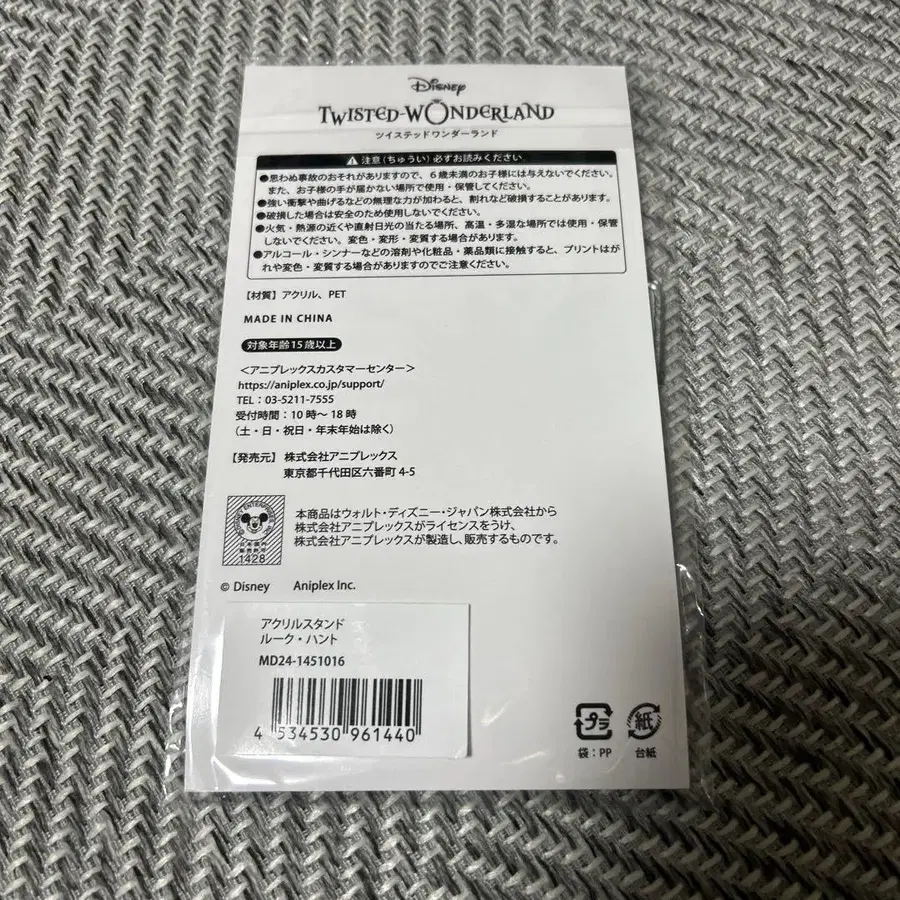 Disney
TWISTED-WONDERLAND
ツイステッドワンダーランド
注意(ちゅうい)必ずお読みください
●思わぬ事故のおそれがありますので、6歳未満のお子様には与えないでください。
また、お子様の手が届かない場所で使用・保管してください。
●強い衝撃や曲げるなどの無理な力が加わると、割れなど破損することがあります。
●破損した場合は安全のため使用しないでください。
●火気・熱源の近くや直射日光の当たる場所、高温・多湿な場所では使用・保管
しないでください。変色・変形・変質する場合があります。
●アルコール・シンナーなどの溶剤や化粧品・薬品類に接触すると、プリントはが
れや変色・変質する場合がありますのでご注意ください。
【材質】アクリル、PET
MADE IN CHINA
対象年齢15歳以上
＜アニプレックスカスタマーセンター＞
https://aniplex.co.jp/support/
TEL：03-5211-7555
受付時間：10時～18時
(土・日・祝日・年末年始は除く)
【発売元】株式会社アニプレックス
東京都千代田区六番町 4-5
本商品はウォルト・ディズニー・ジャパン株式会社から
株式会社アニプレックスがライセンスをうけ、
株式会社アニプレックスが製造し、販売するものです。
1428
© Disney Aniplex Inc.
アクリルスタンド
ルーク・ハント
MD24-1451016
4 534530 961440
プラ
紙
袋：PP
台紙